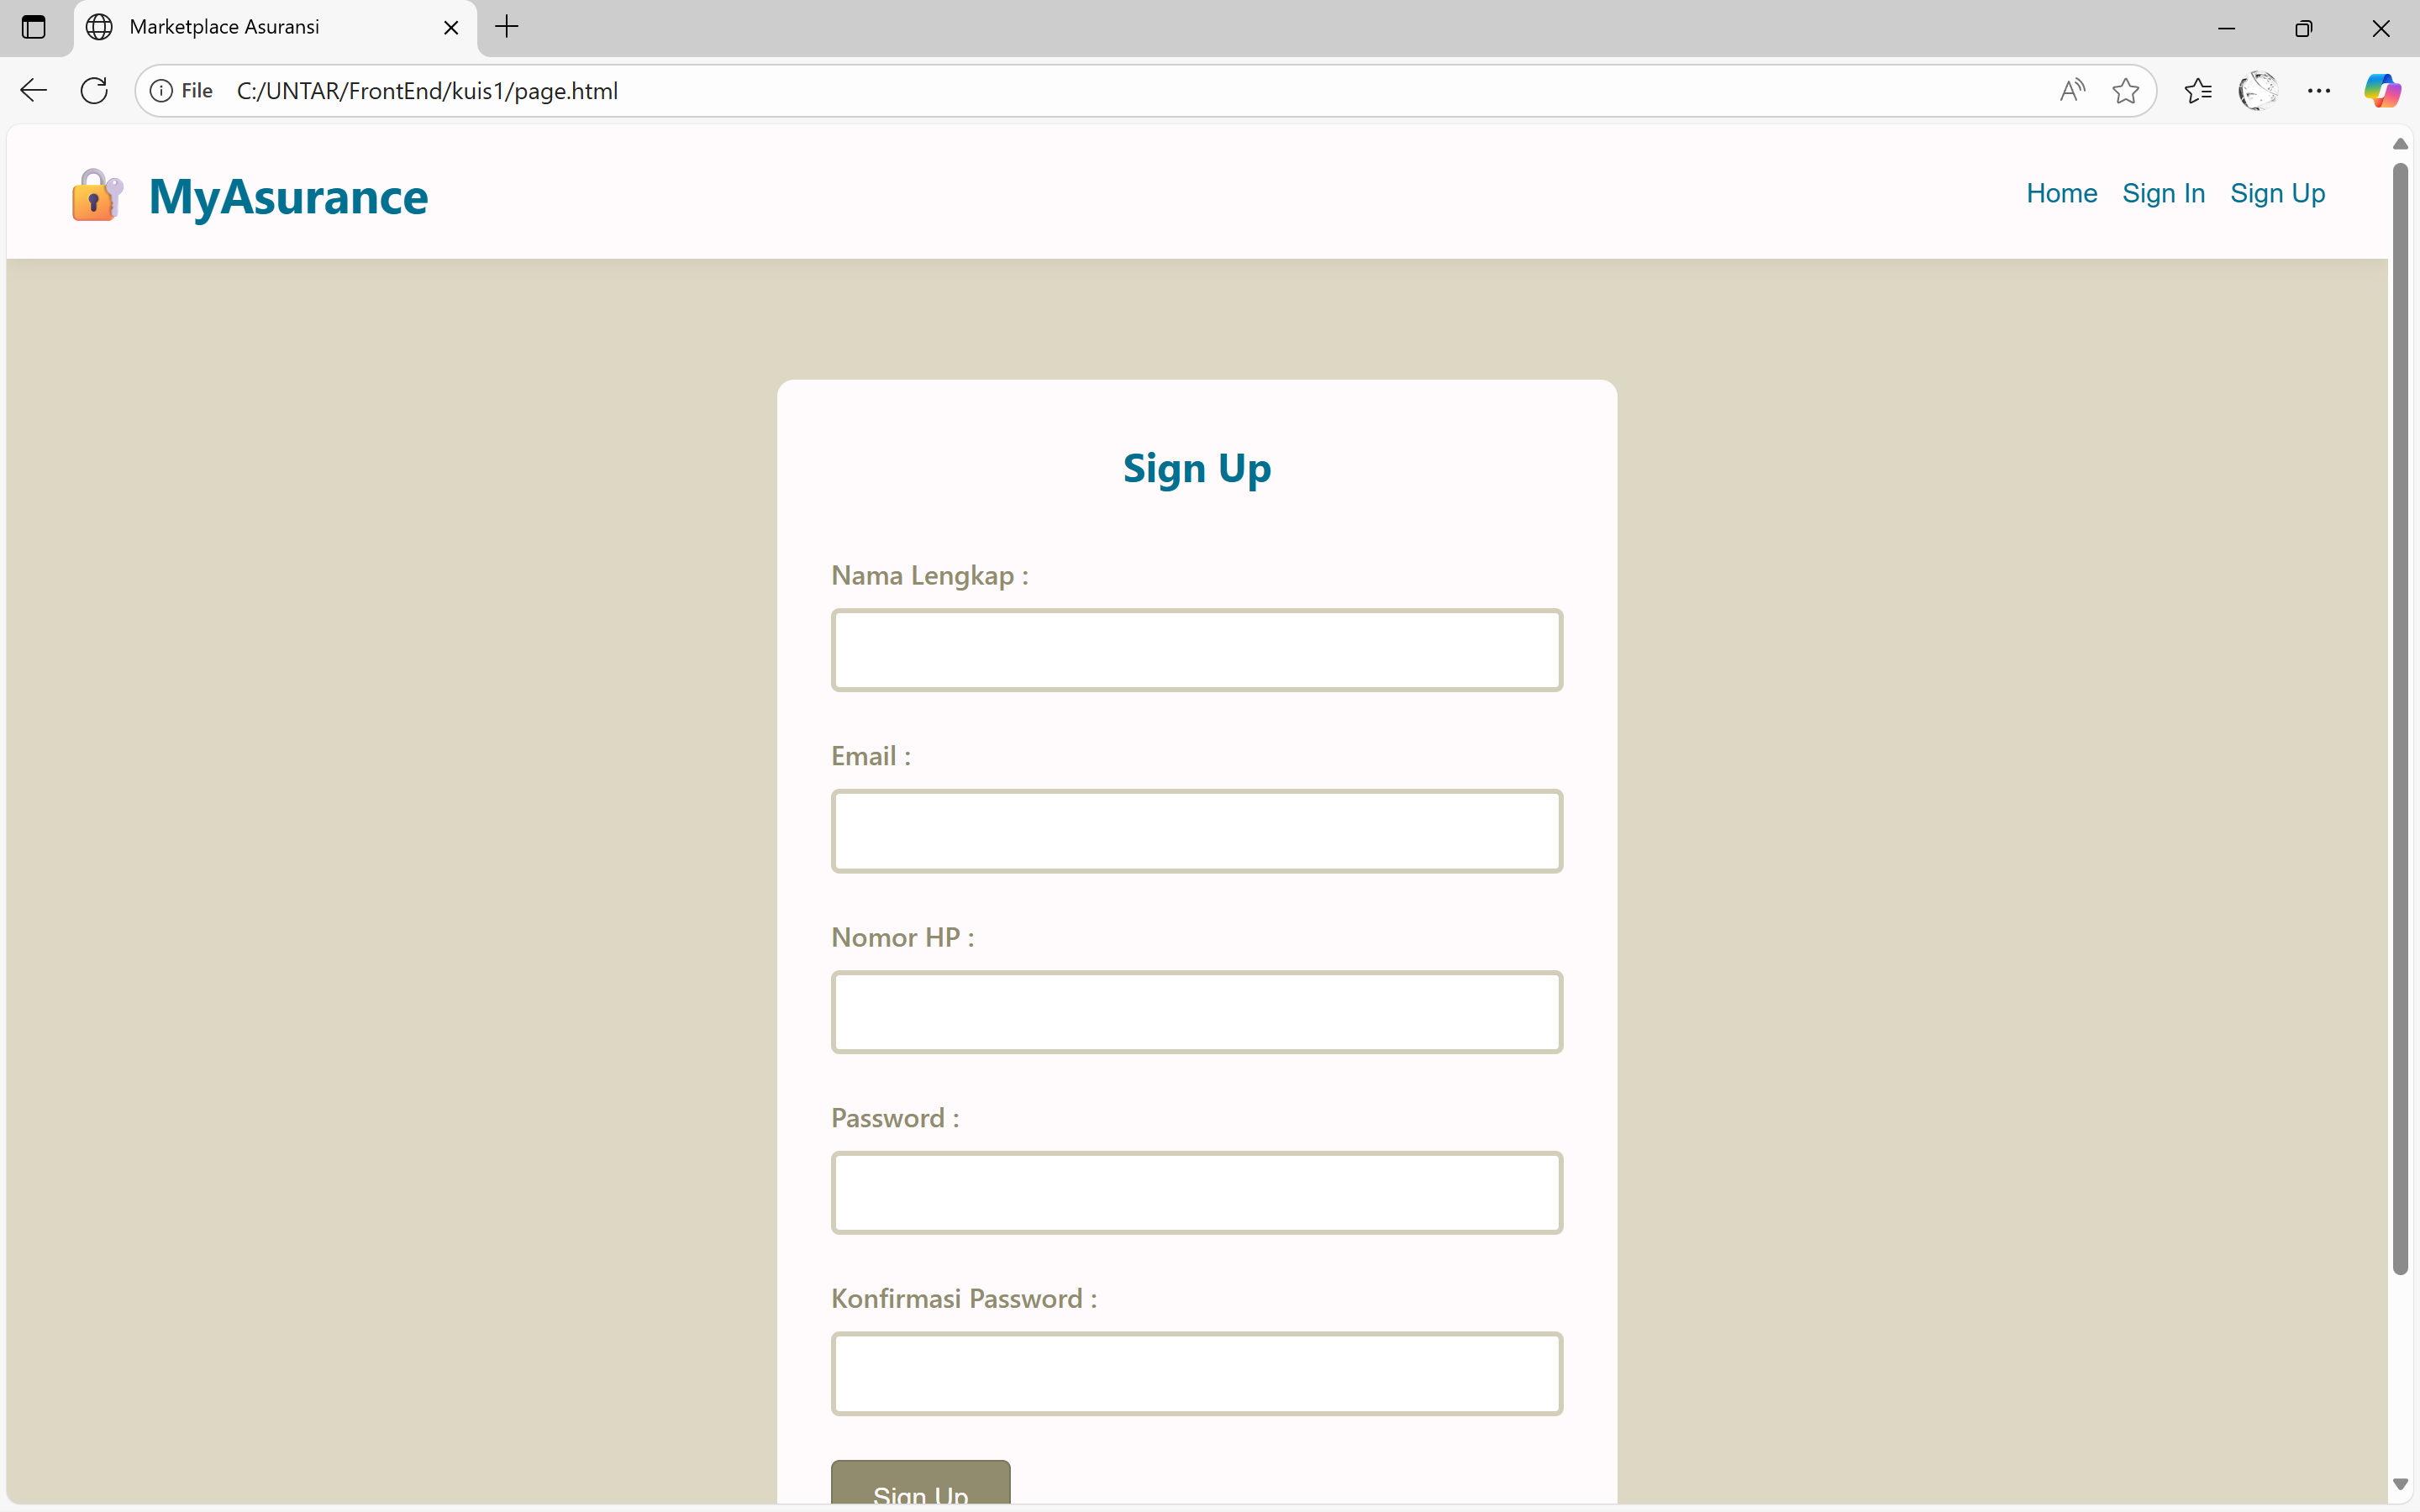 Marketplace Asuransi
File C:/UNTAR/FrontEnd/kuis1/page.html
MyAsurance
Home Sign In Sign Up
Sign Up
Nama Lengkap :
Email :
Nomor HP :
Password :
Konfirmasi Password :
Sign Up